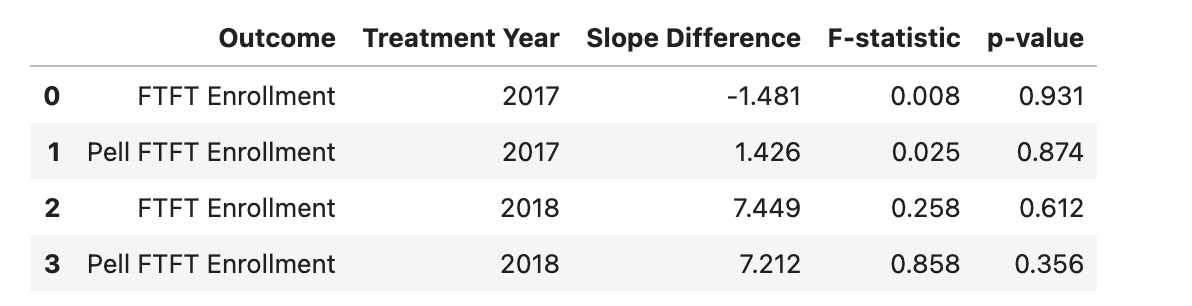 Outcome Treatment Year Slope Difference F-statistic p-value
0 FTFT Enrollment 2017 -1.481 0.008 0.931
1 Pell FTFT Enrollment 2017 1.426 0.025 0.874
2 FTFT Enrollment 2018 7.449 0.258 0.612
3 Pell FTFT Enrollment 2018 7.212 0.858 0.356